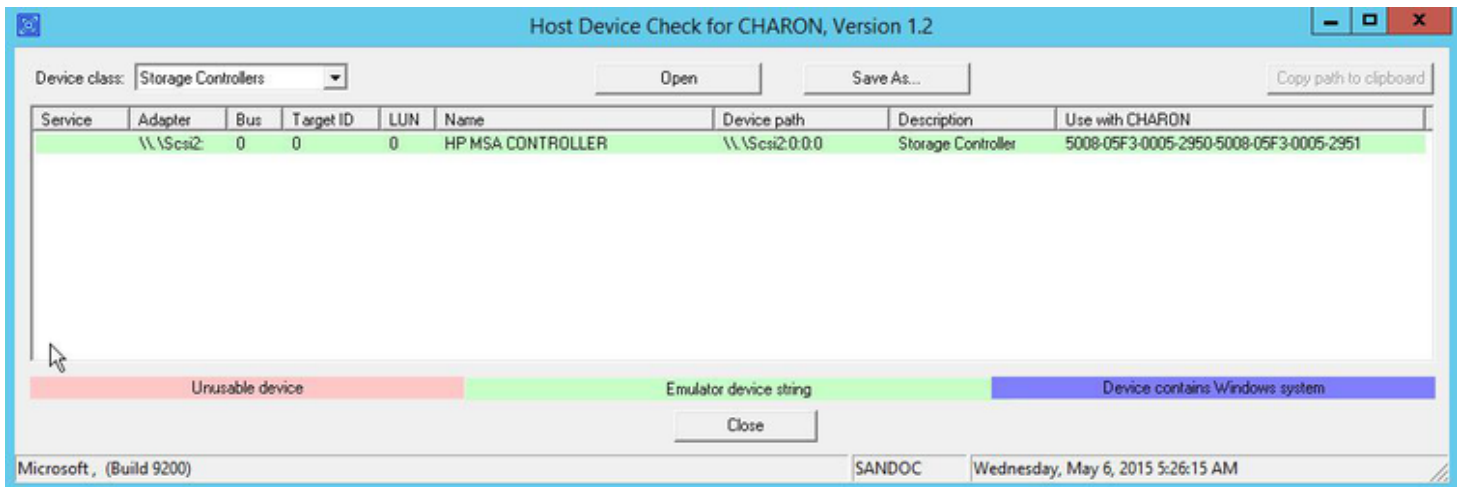 Host Device Check for CHARON, Version 1.2
Device class: Storage Controllers Open Save As... Copy path to clipboard
Service Adapter Bus Target ID LUN Name Device path Description Use with CHARON
\\.\Scsi2: 0 0 0 HP MSA CONTROLLER \\.\Scsi2:0:0:0 Storage Controller 5008-05F3-0005-2950-5008-05F3-0005-2951
Unusable device Emulator device string Device contains Windows system
Close
Microsoft , (Build 9200) SANDOC Wednesday, May 6, 2015 5:26:15 AM